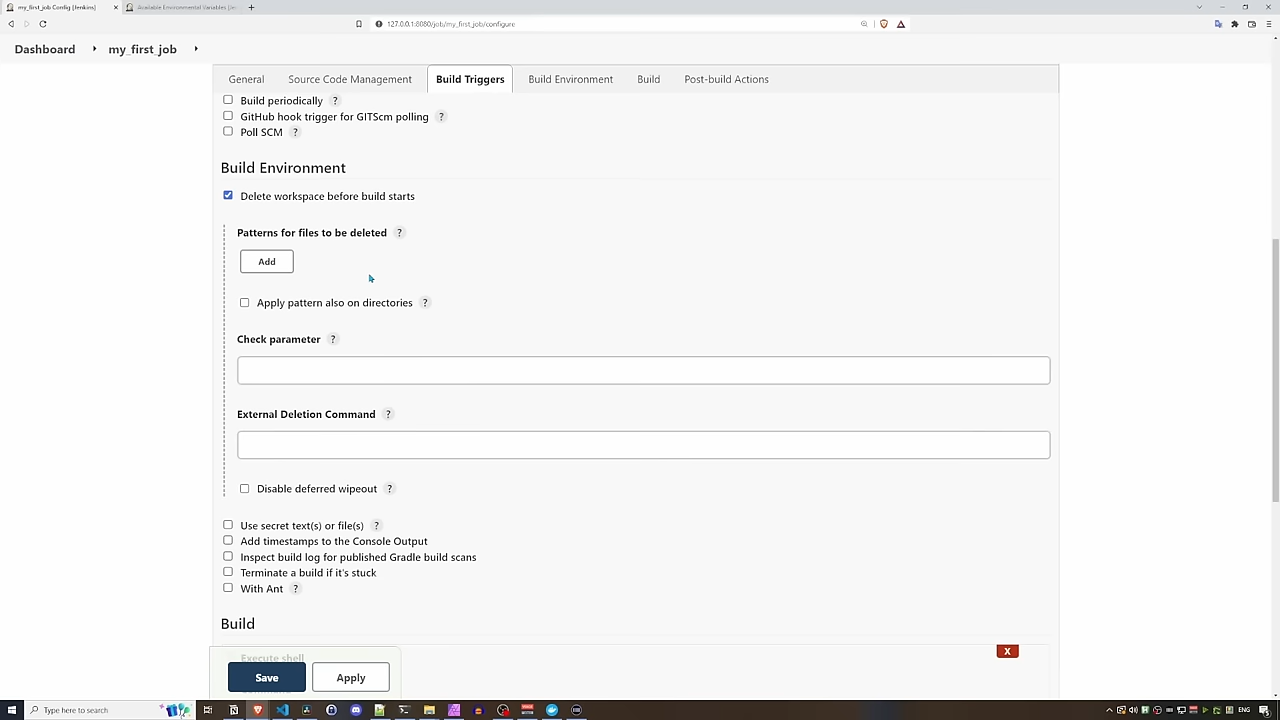 my_first_job Config [Jenkins]
Available Environmental Variables [Jen
127.0.0.1:8080/job/my_first_job/configure
Dashboard
my_first_job
General
Source Code Management
Build Triggers
Build Environment
Build
Post-build Actions
Build periodically ?
GitHub hook trigger for GITScm polling ?
Poll SCM ?
Build Environment
Delete workspace before build starts
Patterns for files to be deleted ?
Add
Apply pattern also on directories ?
Check parameter ?
External Deletion Command ?
Disable deferred wipeout ?
Use secret text(s) or file(s) ?
Add timestamps to the Console Output
Inspect build log for published Gradle build scans
Terminate a build if it's stuck
With Ant ?
Build
X
Execute shell
Save
Apply
Type here to search
ENG